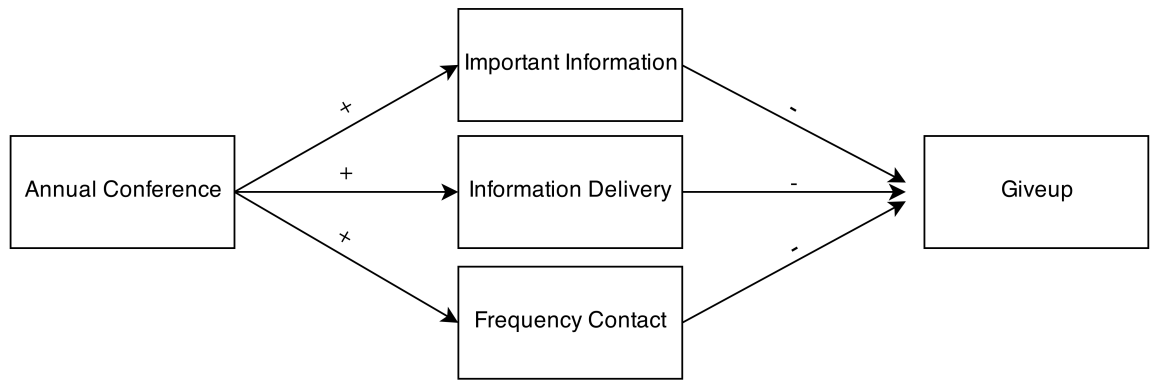 Important Information
+
-
Annual Conference
+
Information Delivery
-
Giveup
+
-
Frequency Contact